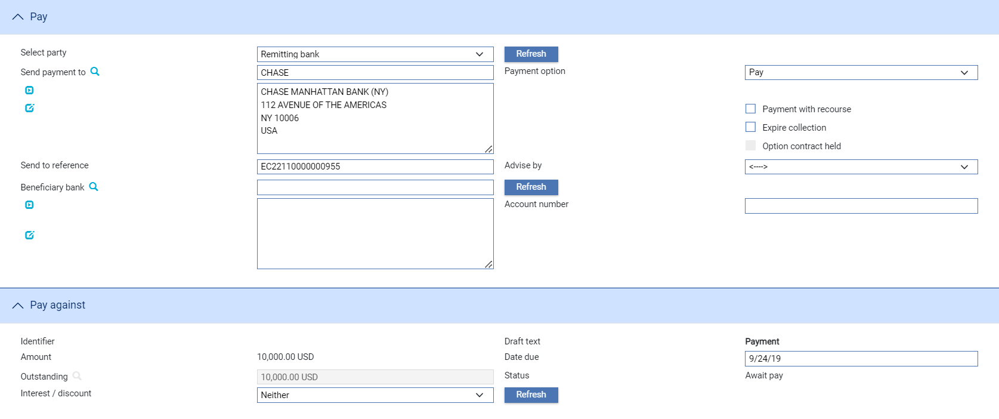 Pay
Select party
Remitting bank
Refresh
Send payment to
CHASE
Payment option
Pay
CHASE MANHATTAN BANK (NY)
112 AVENUE OF THE AMERICAS
NY 10006
USA
Payment with recourse
Expire collection
Option contract held
Send to reference
EC22110000000955
Advise by
<---->
Beneficiary bank
Refresh
Account number
Pay against
Identifier
Draft text
Payment
Amount
10,000.00 USD
Date due
9/24/19
Outstanding
10,000.00 USD
Status
Await pay
Interest / discount
Neither
Refresh